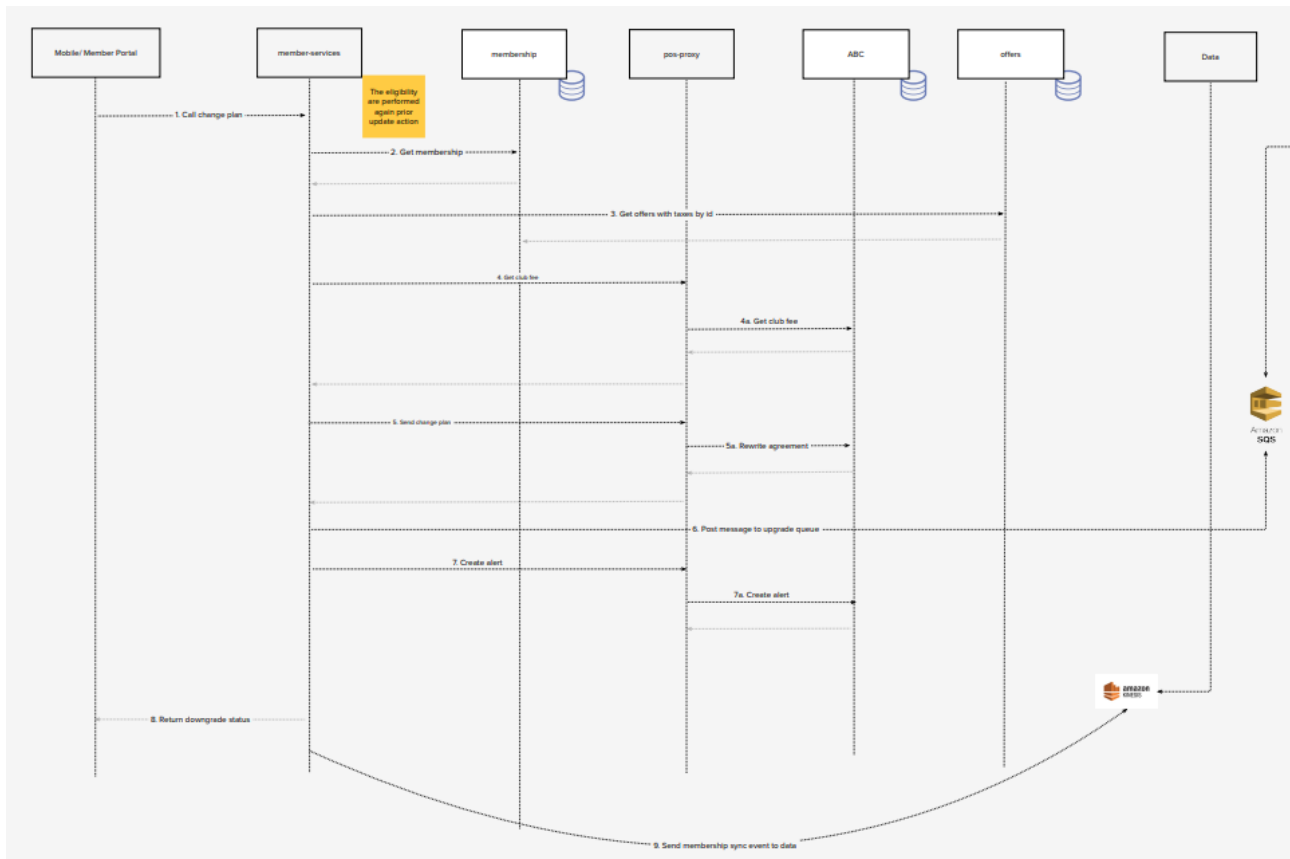 Mobile/ Member Portal
member-services
membership
pos-proxy
ABC
offers
Data
The eligibility
are performed
again prior
update action
1. Call change plan
2. Get membership
3. Get offers with taxes by id
4. Get club fee
4a. Get club fee
5. Send change plan
5a. Rewrite agreement
Amazon
SQS
6. Post message to upgrade queue
7. Create alert
7a. Create alert
amazon
KINESIS
8. Return downgrade status
9. Send membership sync event to data